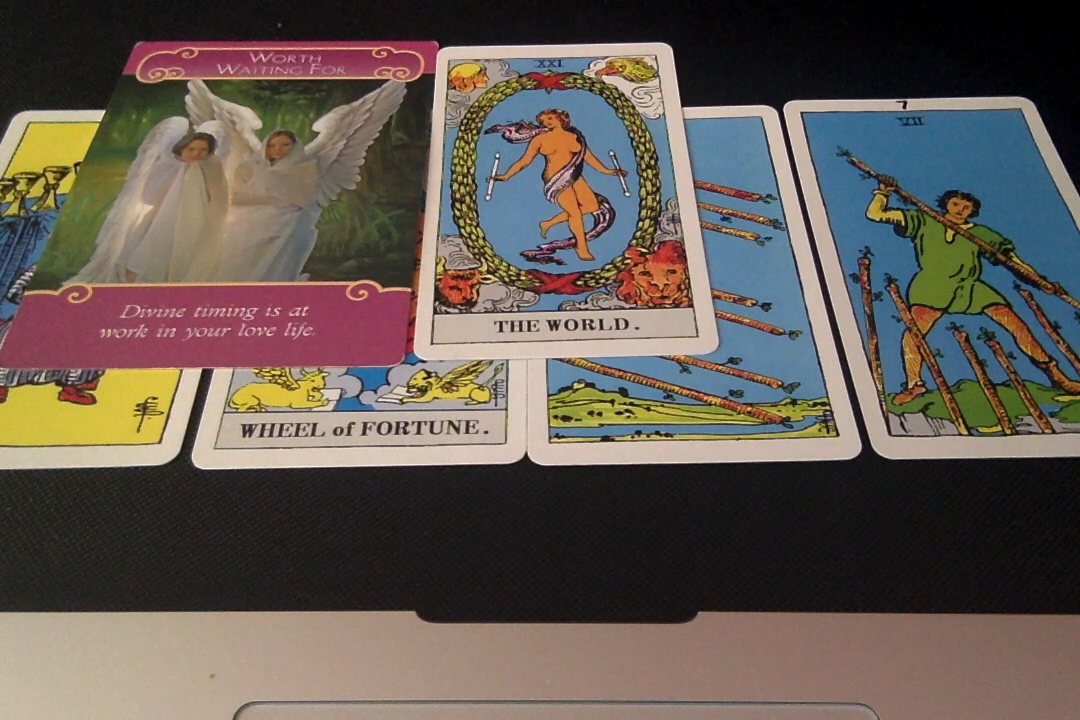 WORTH
WAITING FOR
Divine timing is at
work in your love life.
XXI
THE WORLD.
WHEEL of FORTUNE.
7
VII